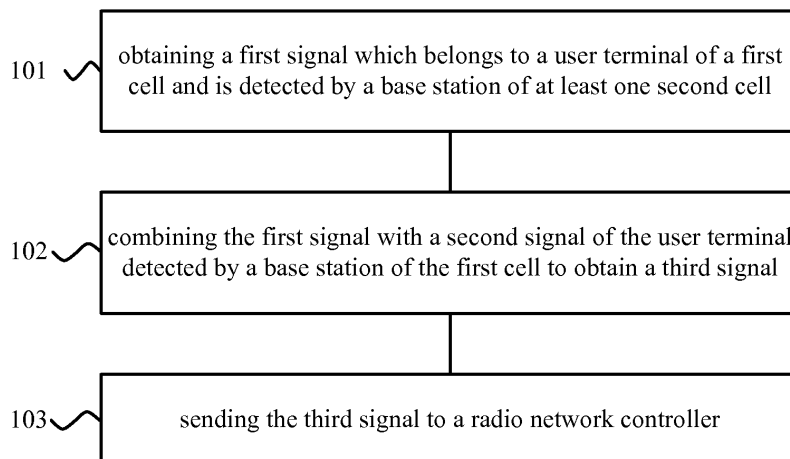 101
obtaining a first signal which belongs to a user terminal of a first
cell and is detected by a base station of at least one second cell
102
combining the first signal with a second signal of the user terminal
detected by a base station of the first cell to obtain a third signal
103
sending the third signal to a radio network controller